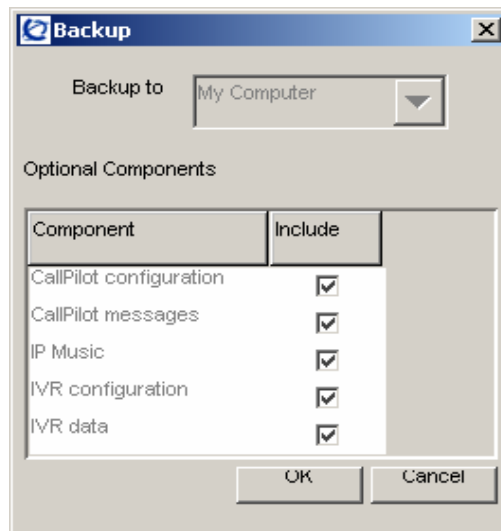 Backup
Backup to My Computer
Optional Components
Component Include
CallPilot configuration
CallPilot messages
IP Music
IVR configuration
IVR data
OK Cancel